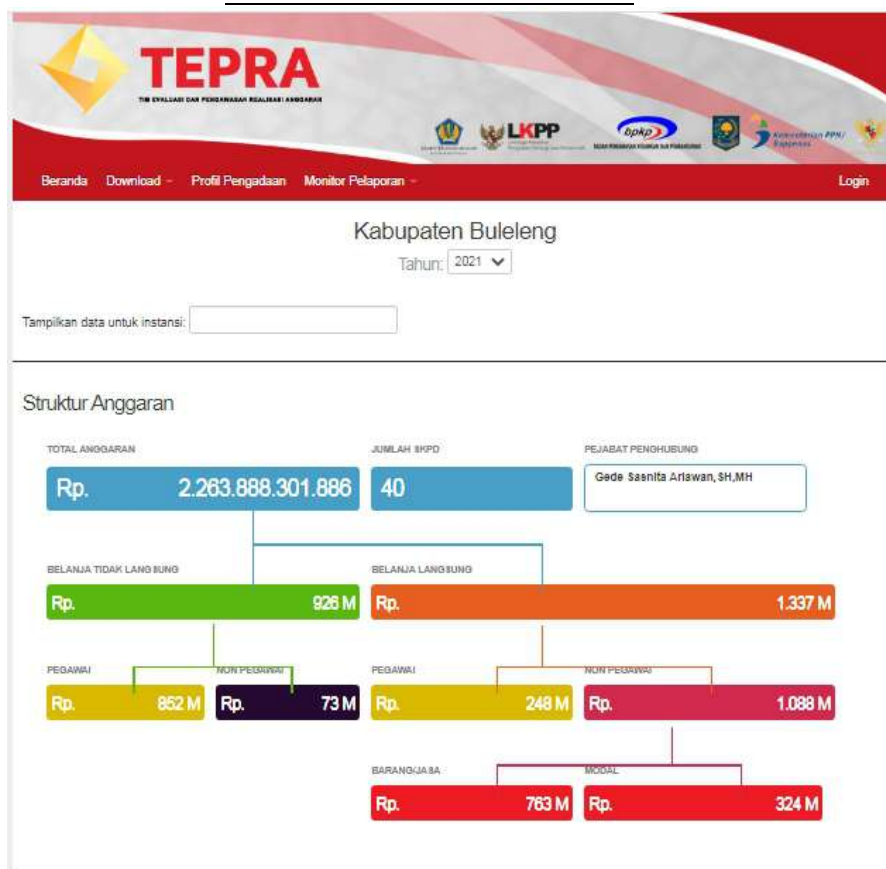 TEPRA
TIM EVALUASI DAN PENGAWASAN REALISASI ANGGARAN
LKPP
bpkp
Kementerian PPN/
Bappenas
Beranda Download Profil Pengadaan Monitor Pelaporan Login
Kabupaten Buleleng
Tahun: 2021
Tampilkan data untuk instansi:
Struktur Anggaran
TOTAL ANGGARAN JUMLAH SKPD PEJABAT PENGHUBUNG
Rp. 2.263.888.301.886 40 Gede Sasnita Ariawan, SH,MH
BELANJA TIDAK LANGSUNG BELANJA LANGSUNG
Rp. 926 M Rp. 1.337 M
PEGAWAI NON PEGAWAI PEGAWAI NON PEGAWAI
Rp. 852 M Rp. 73 M Rp. 248 M Rp. 1.088 M
BARANG/JASA MODAL
Rp. 763 M Rp. 324 M